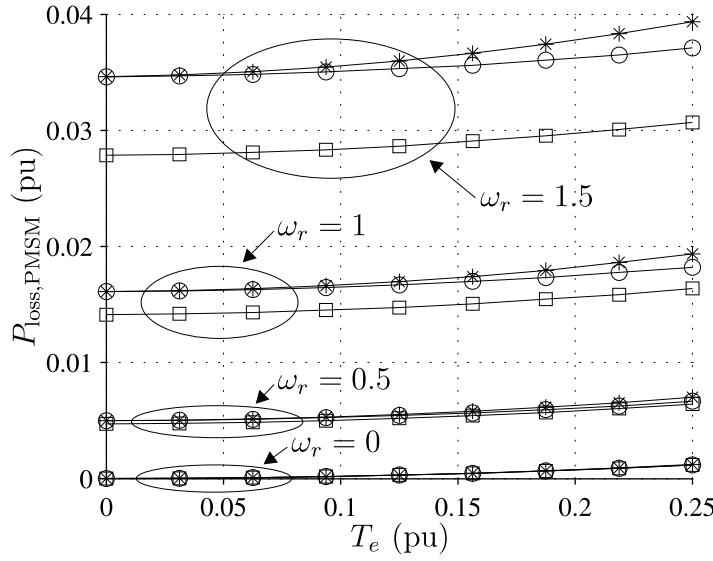 0.04
0.03
0.02
0.01
0
P_loss,PMSM (pu)
ω_r = 1.5
ω_r = 1
ω_r = 0.5
ω_r = 0
0 0.05 0.1 0.15 0.2 0.25
T_e (pu)